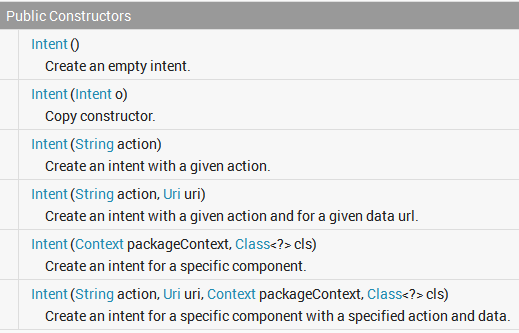 Public Constructors
Intent ()
Create an empty intent.
Intent (Intent o)
Copy constructor.
Intent (String action)
Create an intent with a given action.
Intent (String action, Uri uri)
Create an intent with a given action and for a given data url.
Intent (Context packageContext, Class<?> cls)
Create an intent for a specific component.
Intent (String action, Uri uri, Context packageContext, Class<?> cls)
Create an intent for a specific component with a specified action and data.